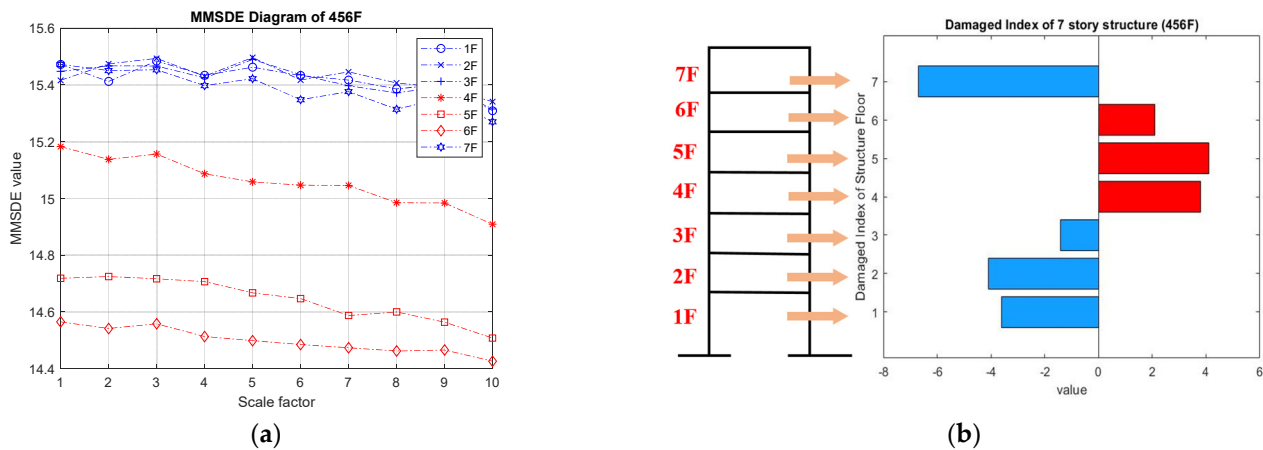 MMSDE Diagram of 456F
15.6
15.4
15.2
15
14.8
14.6
14.4
MMSDE value
1F
2F
3F
4F
5F
6F
7F
1 2 3 4 5 6 7 8 9 10
Scale factor
(a)
7F
6F
5F
4F
3F
2F
1F
Damaged Index of 7 story structure (456F)
Damaged Index of Structure Floor
7
6
5
4
3
2
1
-8 -6 -4 -2 0 2 4 6
value
(b)